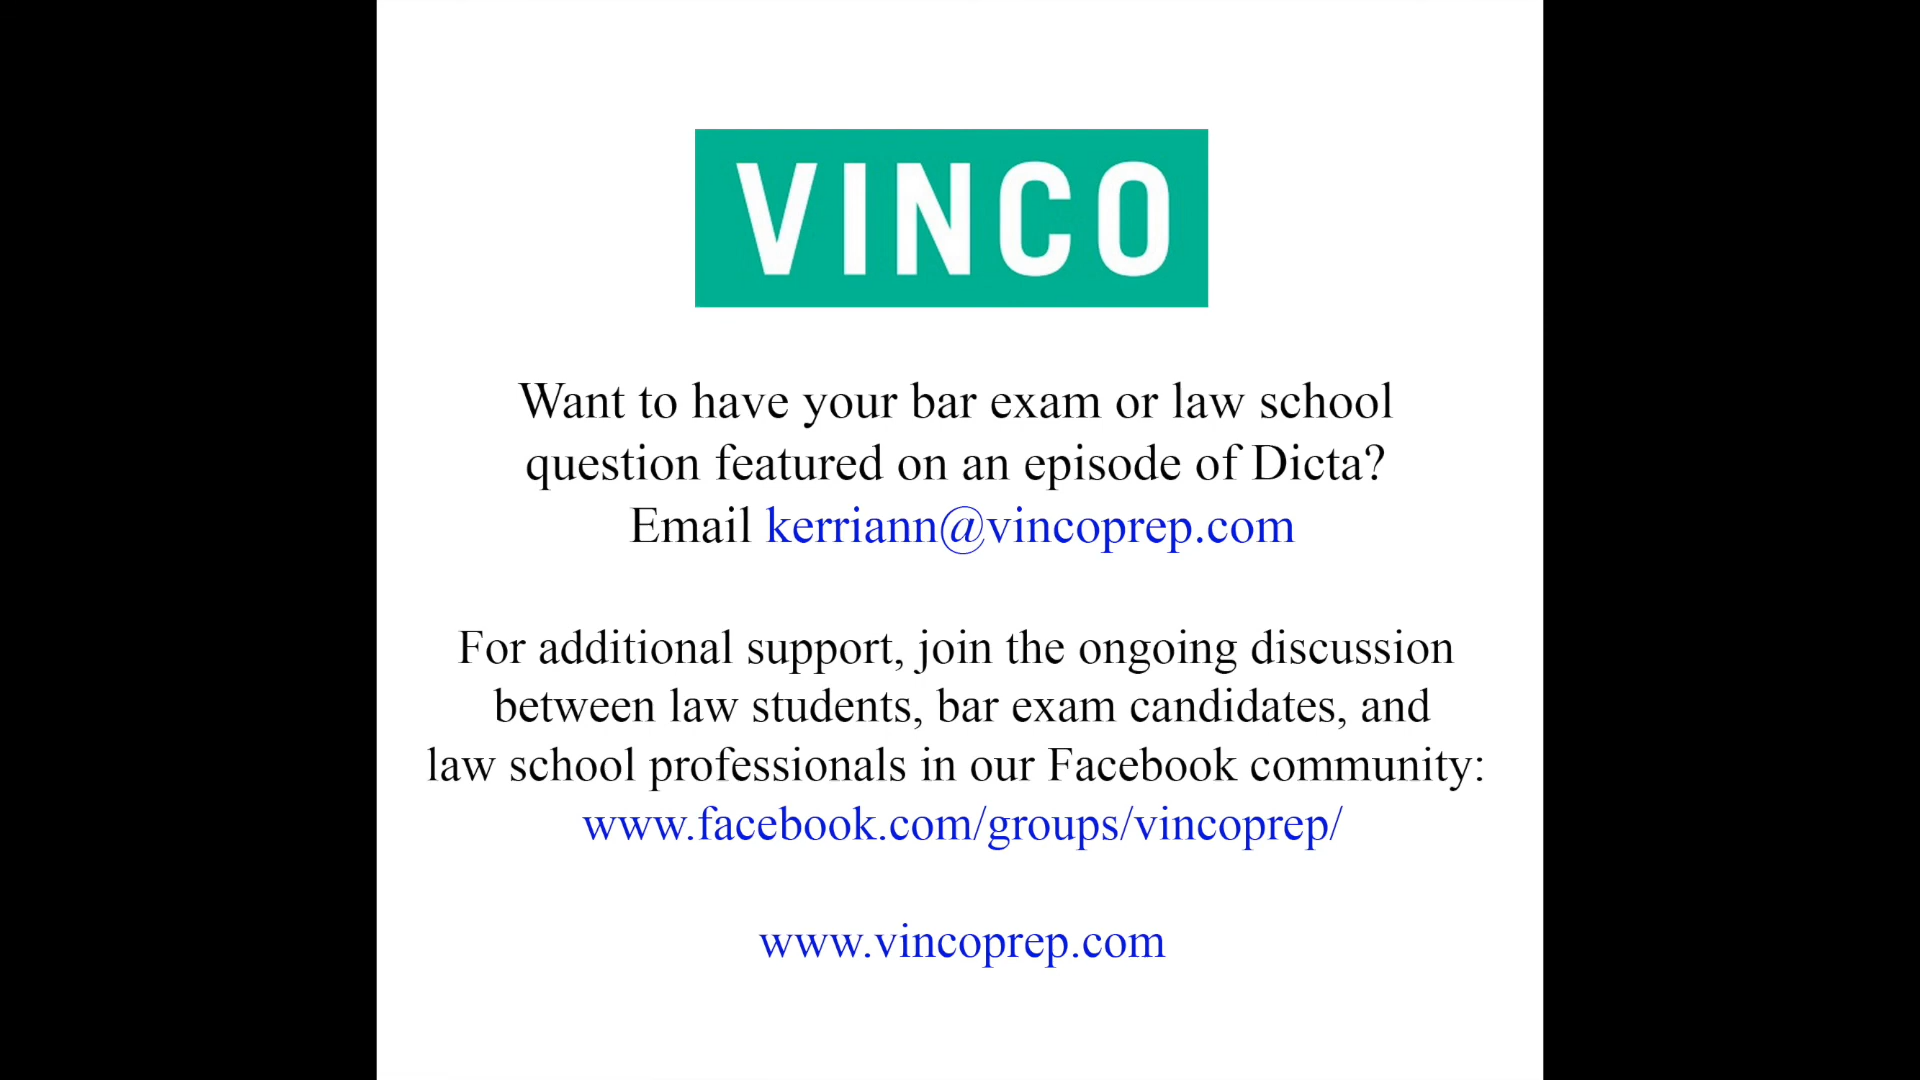 VINCO
Want to have your bar exam or law school
question featured on an episode of Dicta?
Email kerriann@vincoprep.com
For additional support, join the ongoing discussion
between law students, bar exam candidates, and
law school professionals in our Facebook community:
www.facebook.com/groups/vincoprep/
www.vincoprep.com